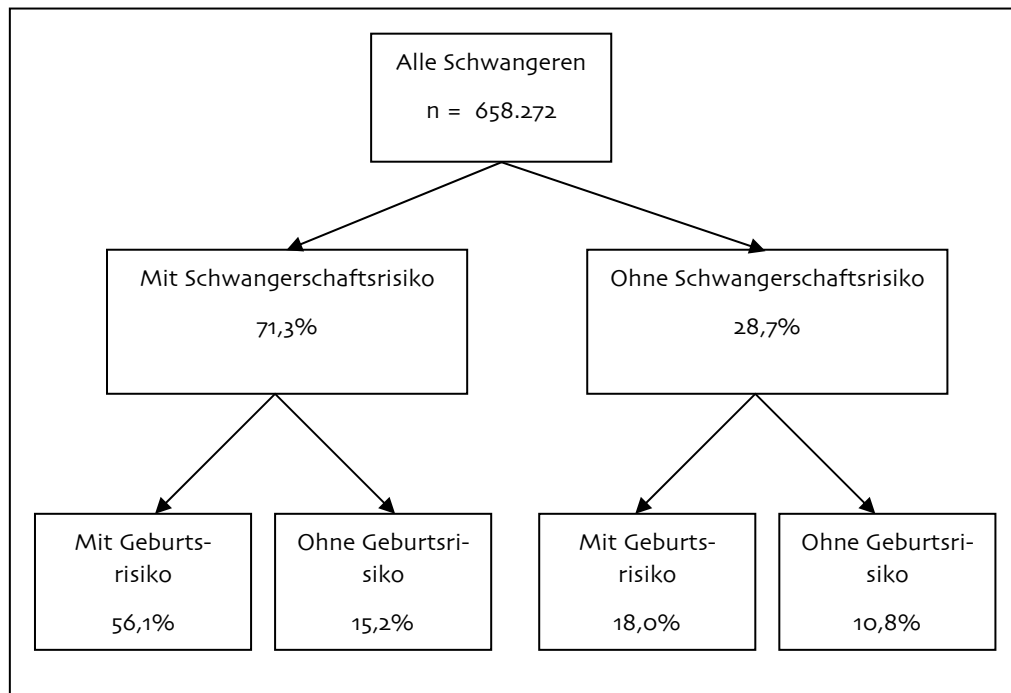 Alle Schwangeren
n = 658.272
Mit Schwangerschaftsrisiko
71,3%
Ohne Schwangerschaftsrisiko
28,7%
Mit Geburts-
risiko
56,1%
Ohne Geburtsri-
siko
15,2%
Mit Geburts-
risiko
18,0%
Ohne Geburtsri-
siko
10,8%